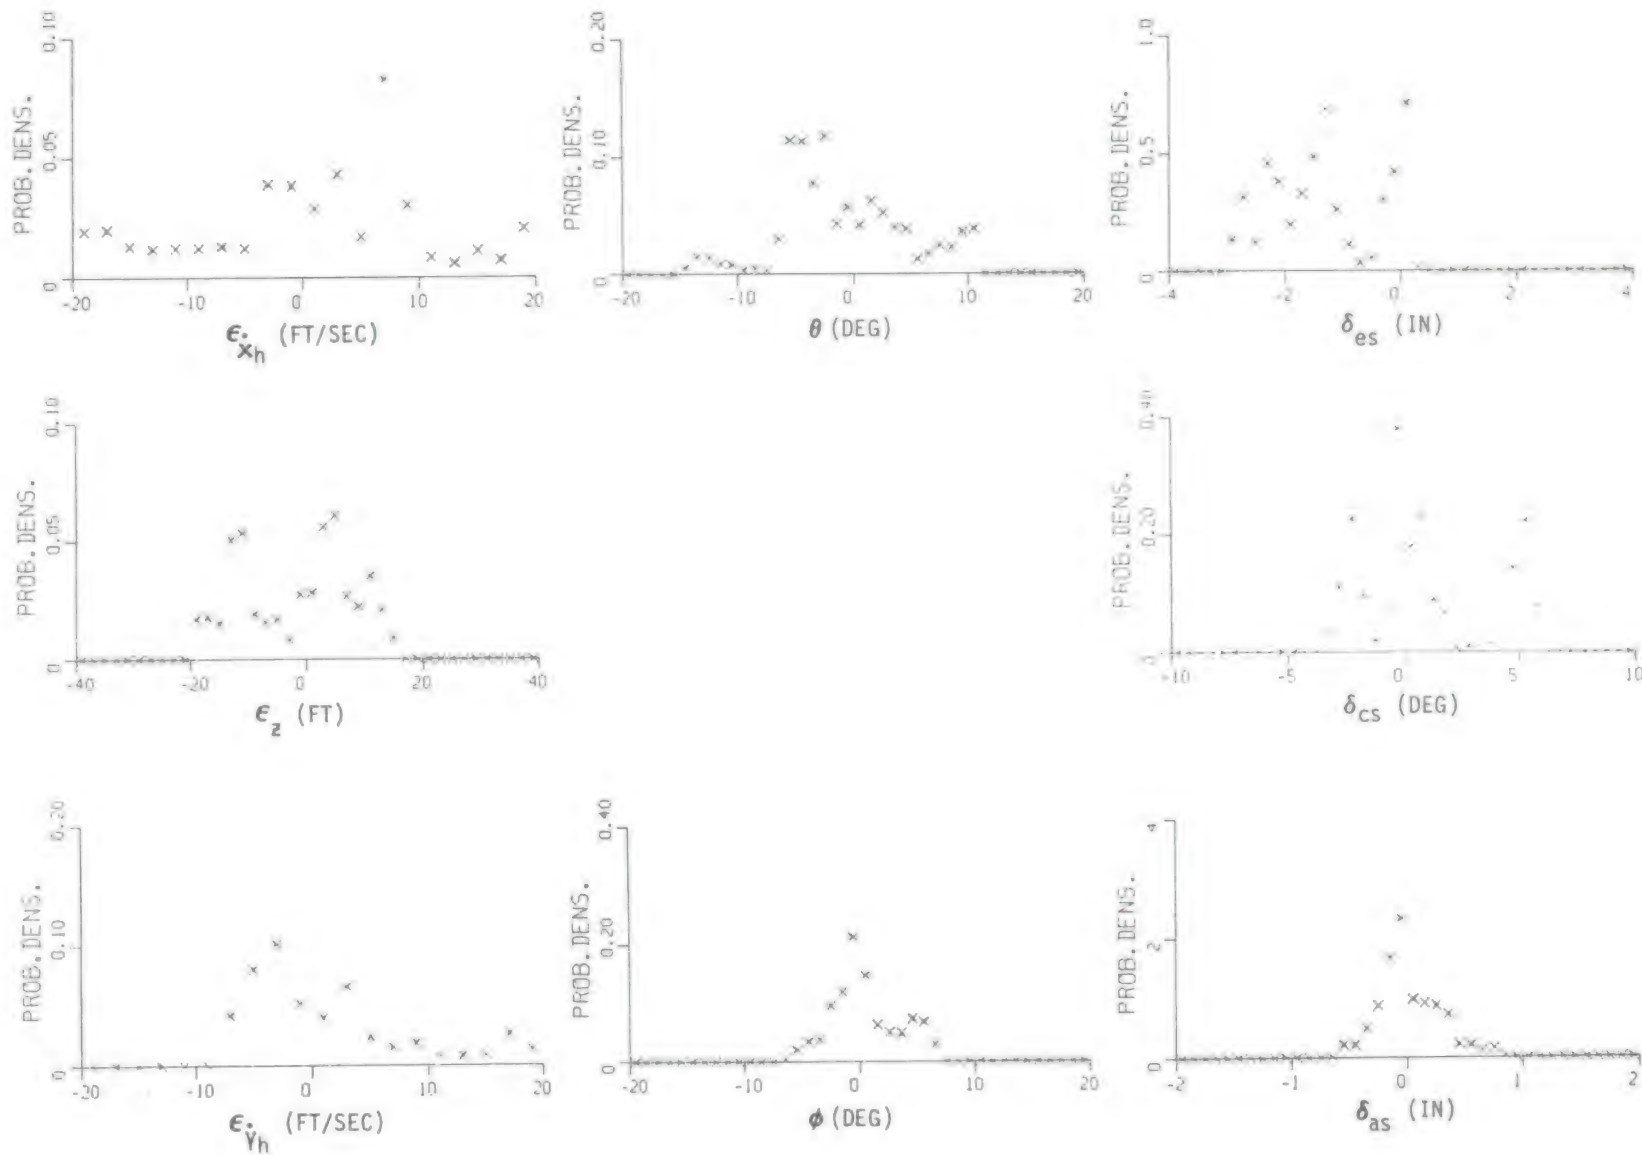 PROB.DENS.
0 0.05 0.10
-20 -10 0 10 20
ϵẋh (FT/SEC)
PROB.DENS.
0 0.10 0.20
-20 -10 0 10 20
θ (DEG)
PROB.DENS.
0 0.5 1.0
-4 -2 0 2 4
δes (IN)
PROB.DENS.
0 0.05 0.10
-40 -20 0 20 40
ϵz (FT)
PROB.DENS.
0 0.20 0.40
-10 -5 0 5 10
δcs (DEG)
PROB.DENS.
0 0.10 0.20
-20 -10 0 10 20
ϵẎh (FT/SEC)
PROB.DENS.
0 0.20 0.40
-20 -10 0 10 20
ϕ (DEG)
PROB.DENS.
0 2 4
-2 -1 0 1 2
δas (IN)